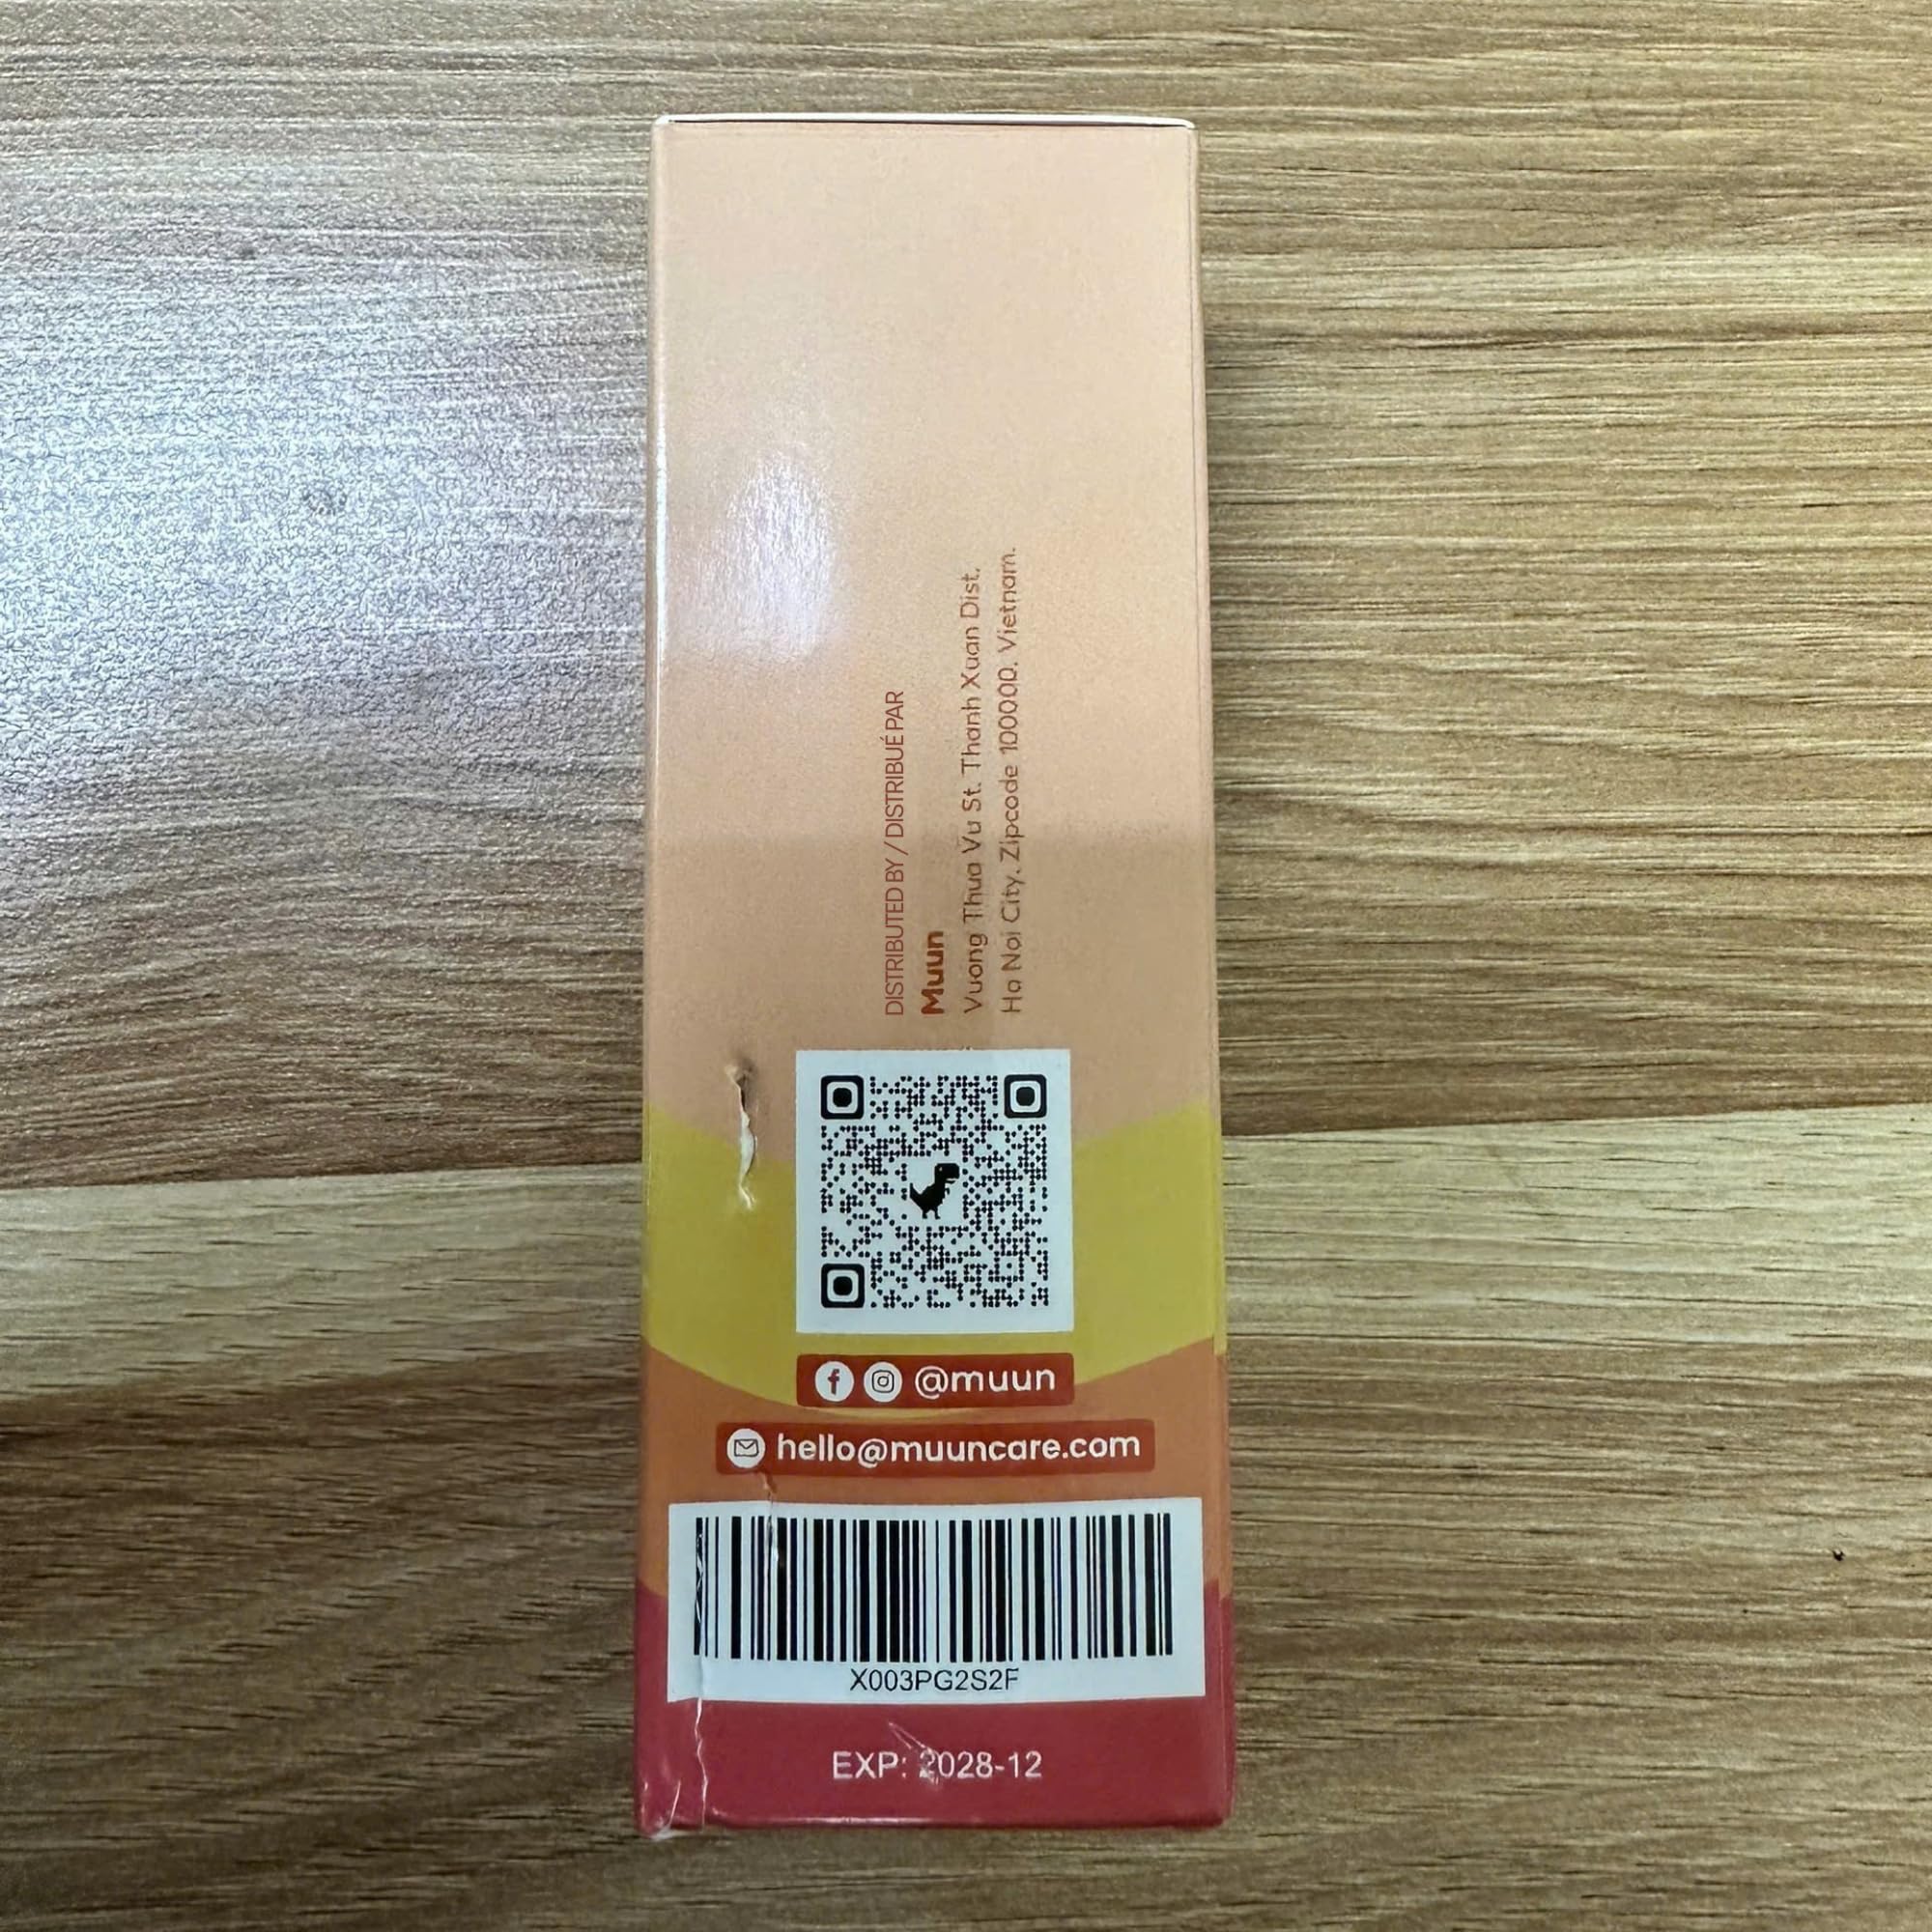 DISTRIBUTED BY / DISTRIBUÉ PAR
Muun
Vuong Thua Vu St. Thanh Xuan Dist.
Ha Noi City. Zipcode 100000. Vietnam.
@muun
hello@muuncare.com
X003PG2S2F
EXP: 2028-12